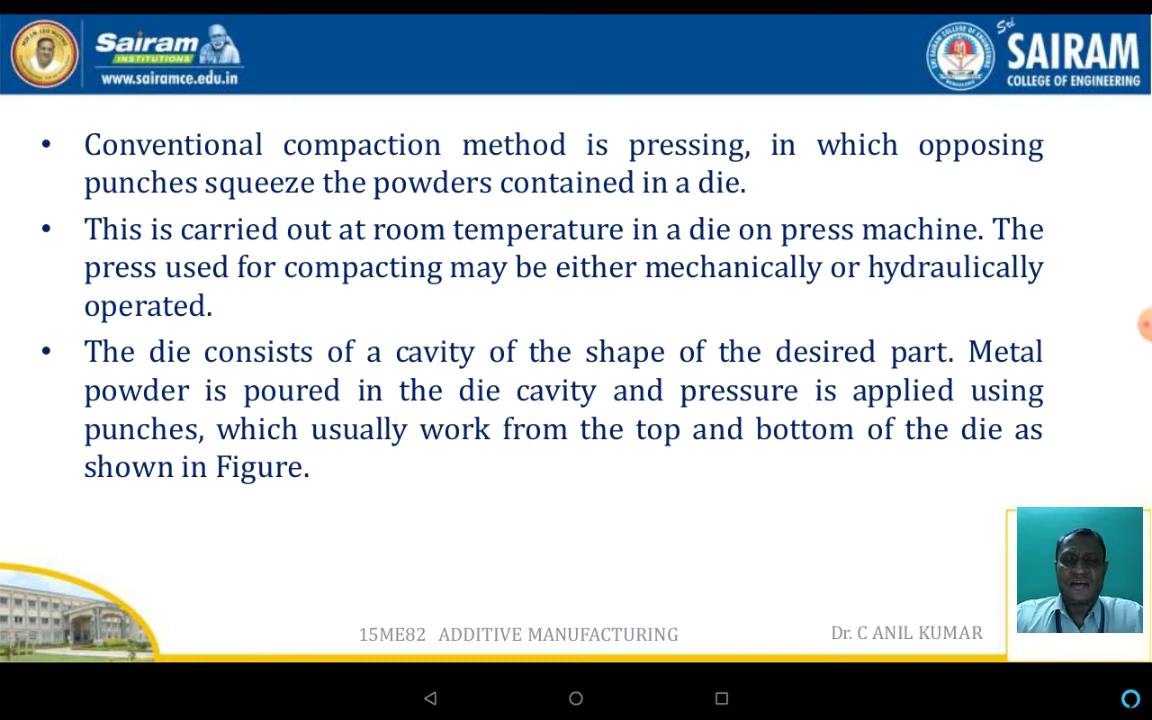 Sairam
INSTITUTIONS
www.sairamce.edu.in
Sri
SAIRAM
COLLEGE OF ENGINEERING
• Conventional compaction method is pressing, in which opposing
punches squeeze the powders contained in a die.
• This is carried out at room temperature in a die on press machine. The
press used for compacting may be either mechanically or hydraulically
operated.
• The die consists of a cavity of the shape of the desired part. Metal
powder is poured in the die cavity and pressure is applied using
punches, which usually work from the top and bottom of the die as
shown in Figure.
15ME82 ADDITIVE MANUFACTURING
Dr. C ANIL KUMAR